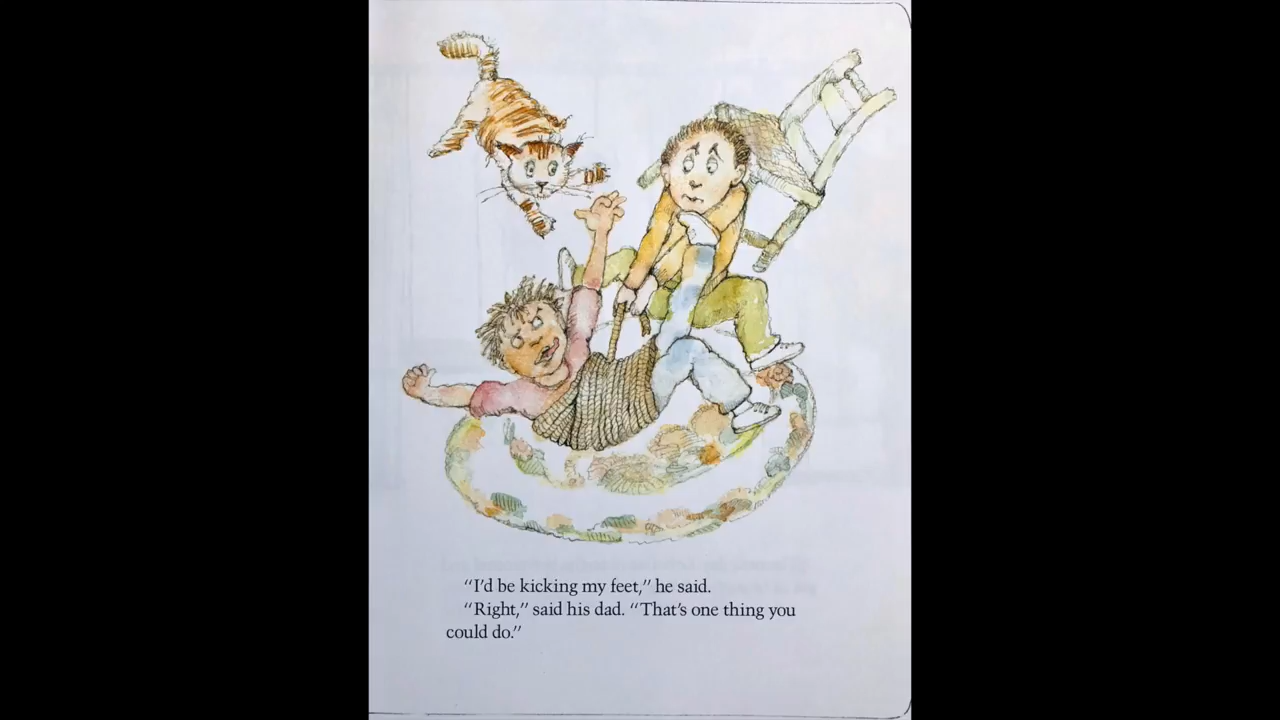 “I’d be kicking my feet,” he said.
“Right,” said his dad. “That’s one thing you
could do.”